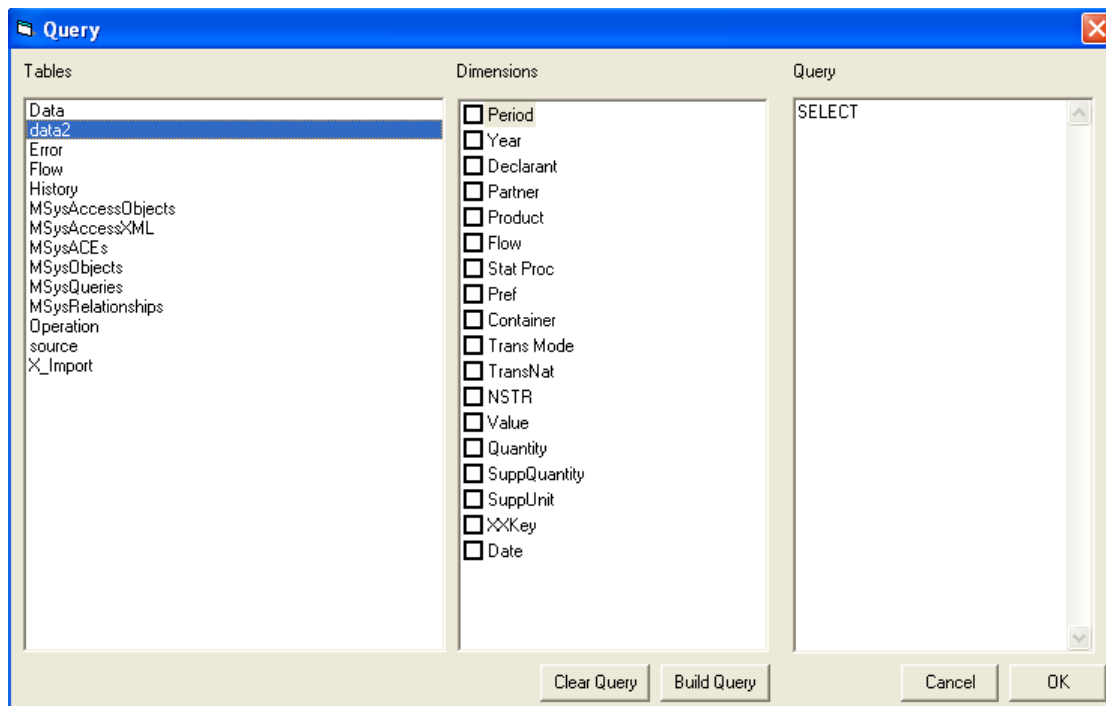 Query
Tables
Data
data2
Error
Flow
History
MSysAccessObjects
MSysAccessXML
MSysACEs
MSysObjects
MSysQueries
MSysRelationships
Operation
source
X_Import
Dimensions
Period
Year
Declarant
Partner
Product
Flow
Stat Proc
Pref
Container
Trans Mode
TransNat
NSTR
Value
Quantity
SuppQuantity
SuppUnit
XXKey
Date
Query
SELECT
Clear Query
Build Query
Cancel
OK